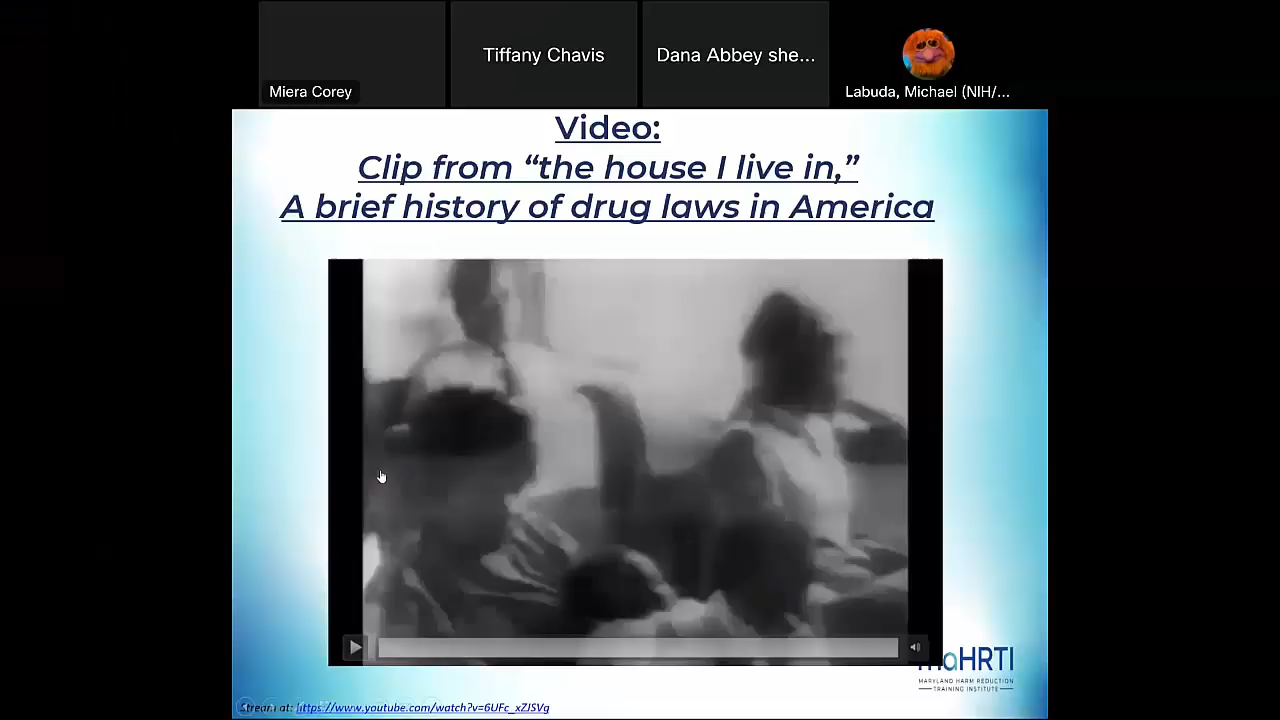 Miera Corey
Tiffany Chavis
Dana Abbey she...
Labuda, Michael (NIH/...
Video:
Clip from “the house I live in,”
A brief history of drug laws in America
maHRTI
MARYLAND HARM REDUCTION
TRAINING INSTITUTE
Stream at: https://www.youtube.com/watch?v=6UFc_xZJSVg